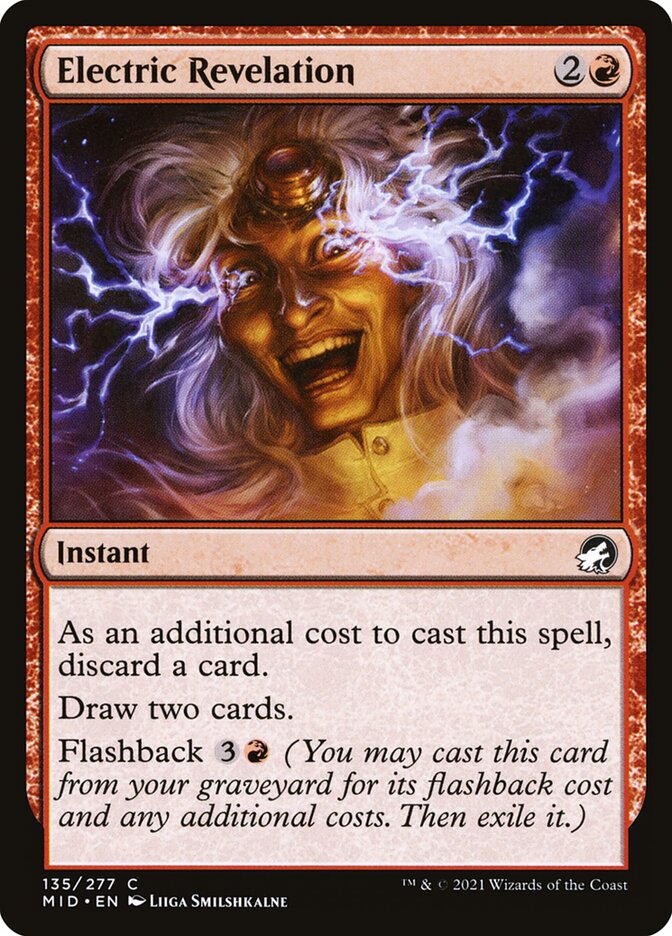 Electric Revelation 2
Instant
As an additional cost to cast this spell,
discard a card.
Draw two cards.
Flashback 3 (You may cast this card
from your graveyard for its flashback cost
and any additional costs. Then exile it.)
135/277 C ™ & © 2021 Wizards of the Coast
MID • EN Liiga Smilshkalne